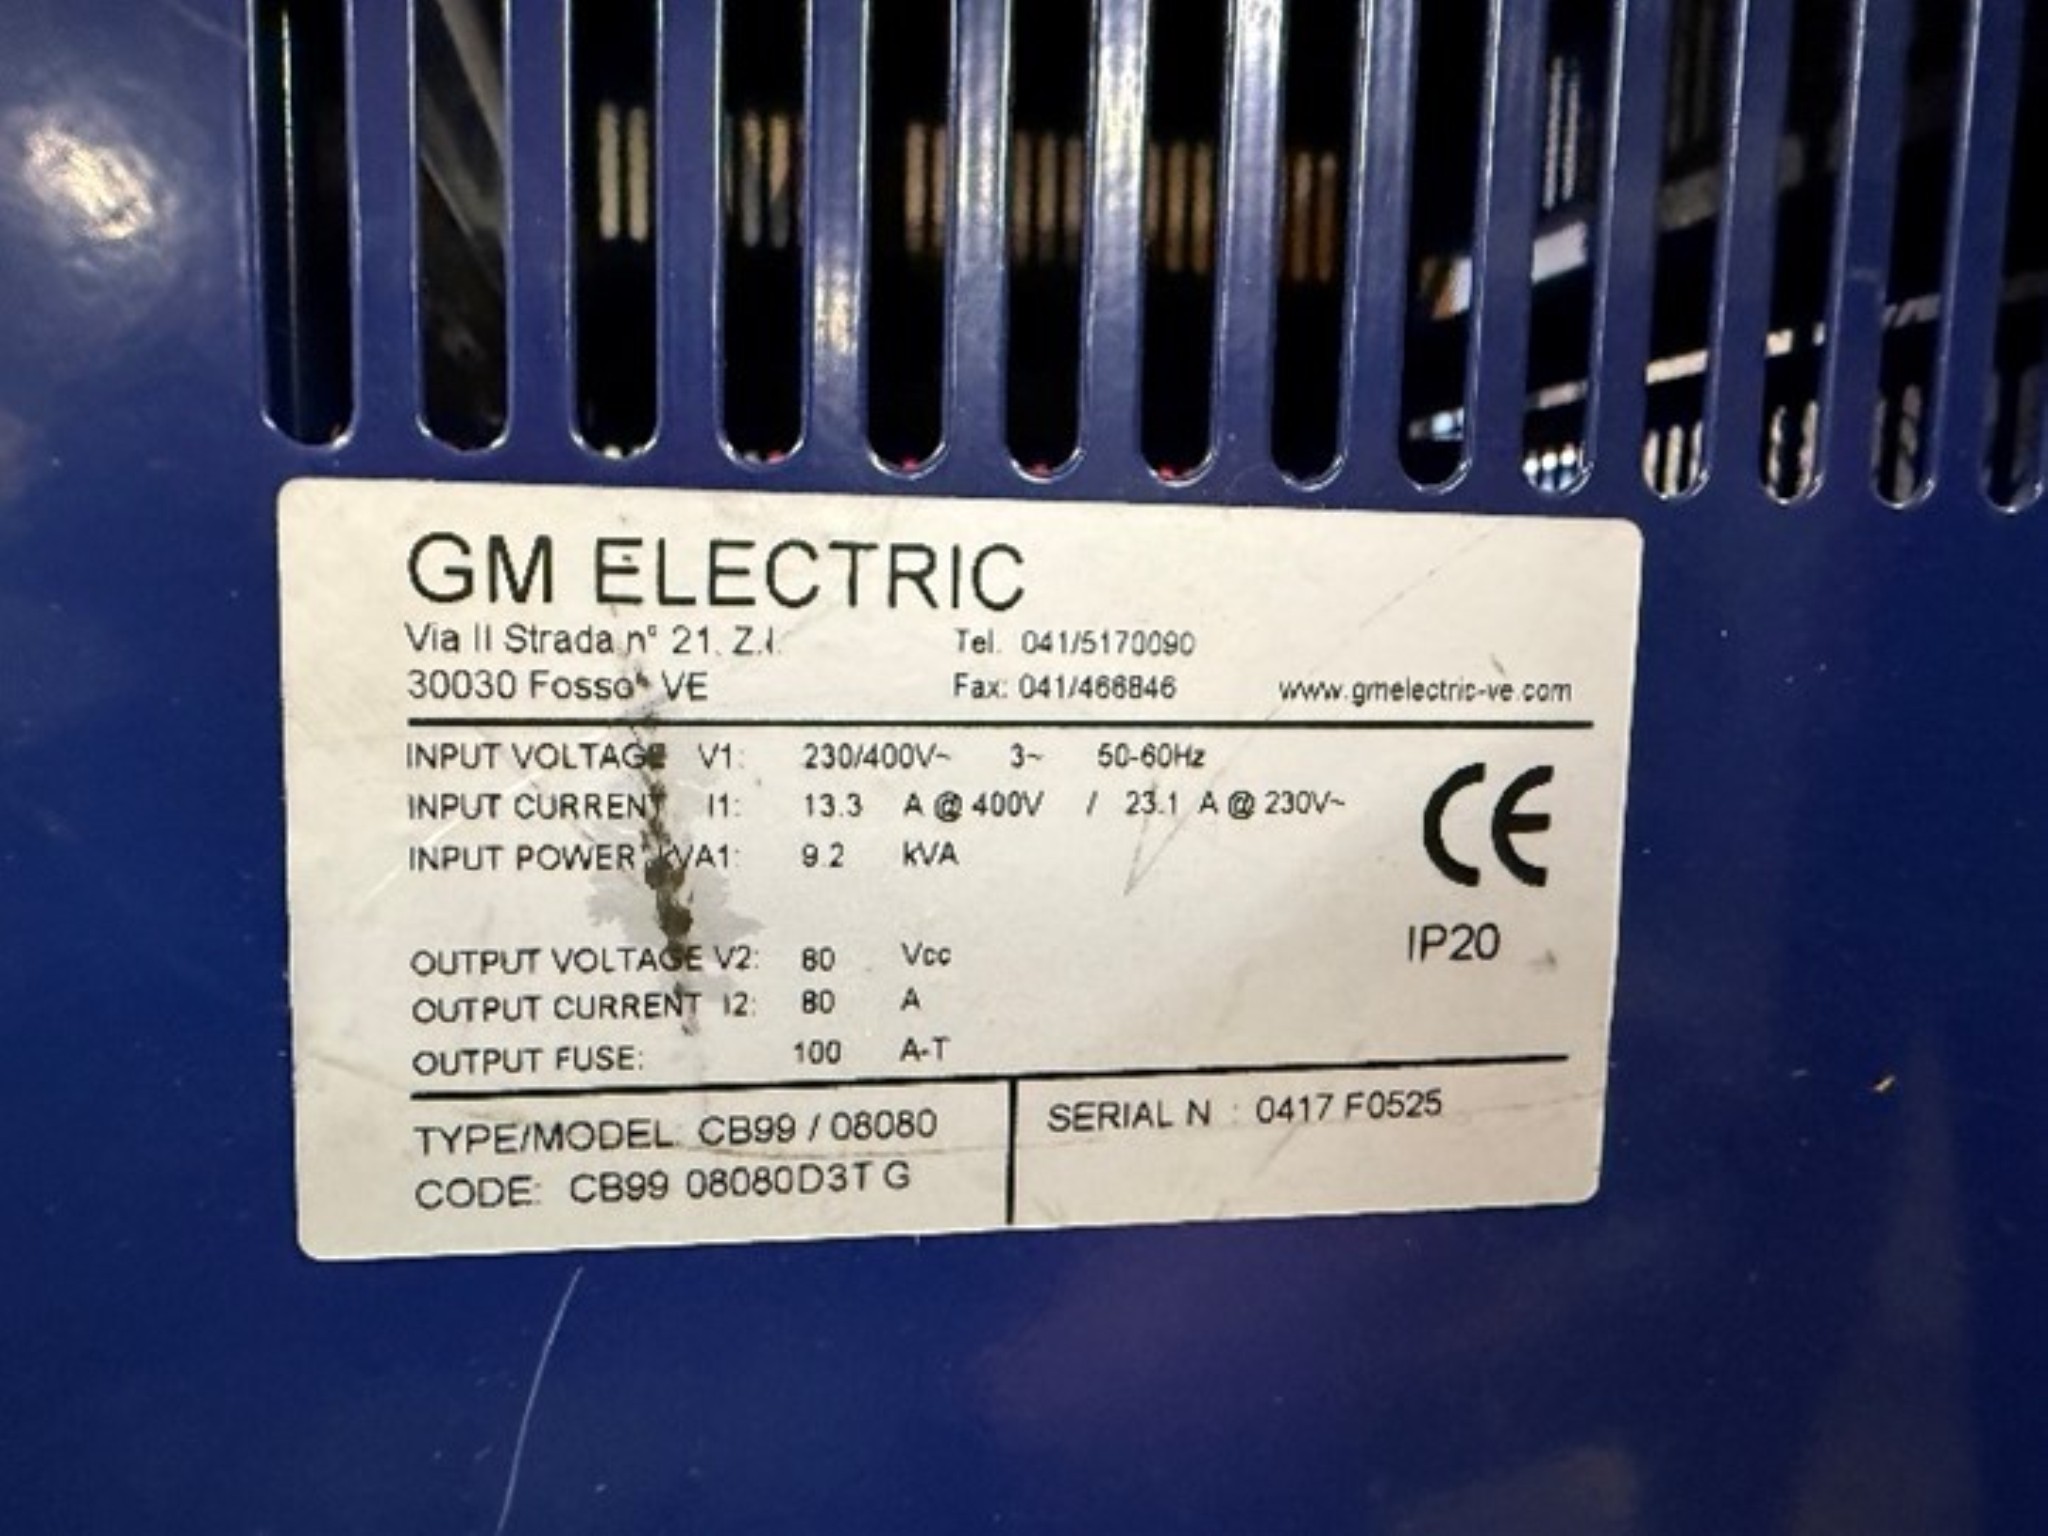 GM ELECTRIC
Via II Strada n° 21. Z.I.
30030 Fosso' VE
Tel. 041/5170090
Fax: 041/466846
www.gmelectric-ve.com
INPUT VOLTAGE V1: 230/400V~ 3~ 50-60Hz
INPUT CURRENT I1: 13.3 A @ 400V / 23.1 A @ 230V~
INPUT POWER kVA1: 9.2 kVA
CE
IP20
OUTPUT VOLTAGE V2: 80 Vcc
OUTPUT CURRENT I2: 80 A
OUTPUT FUSE: 100 A-T
TYPE/MODEL: CB99 / 08080
CODE: CB99 08080D3T G
SERIAL N : 0417 F0525